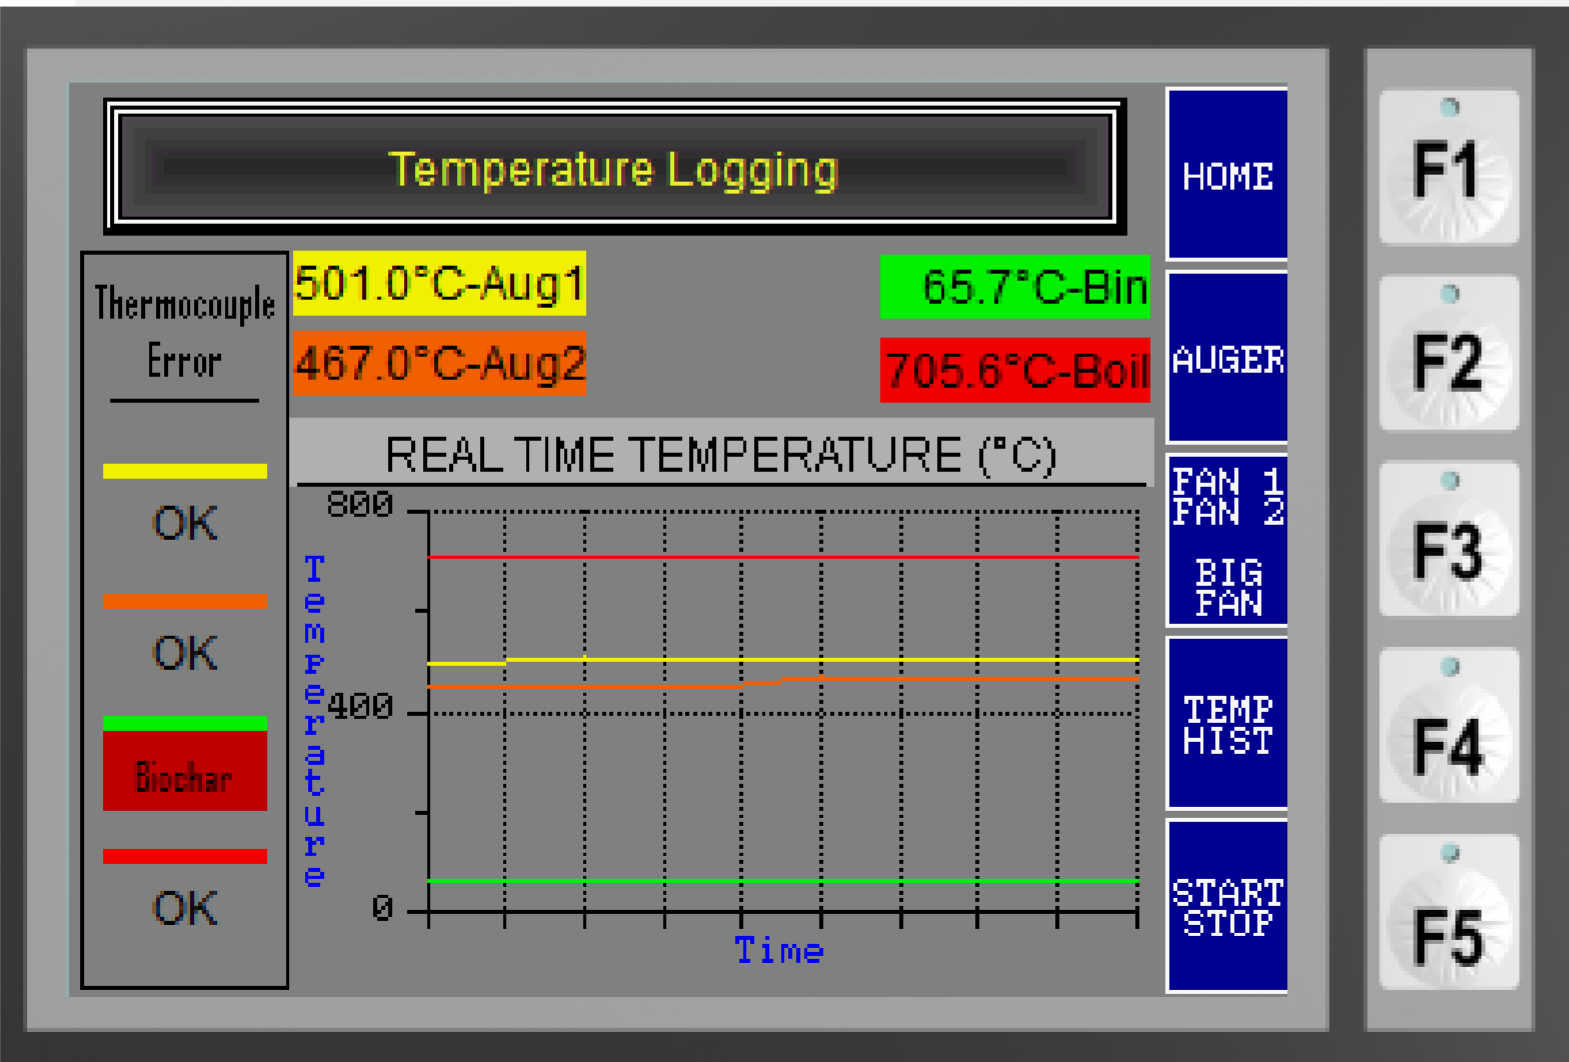 Temperature Logging
Thermocouple
Error
OK
OK
Biochar
OK
501.0°C-Aug1
467.0°C-Aug2
65.7°C-Bin
705.6°C-Boil
REAL TIME TEMPERATURE (°C)
800
400
0
Temperature
Time
HOME
AUGER
FAN 1
FAN 2
BIG
FAN
TEMP
HIST
START
STOP
F1
F2
F3
F4
F5